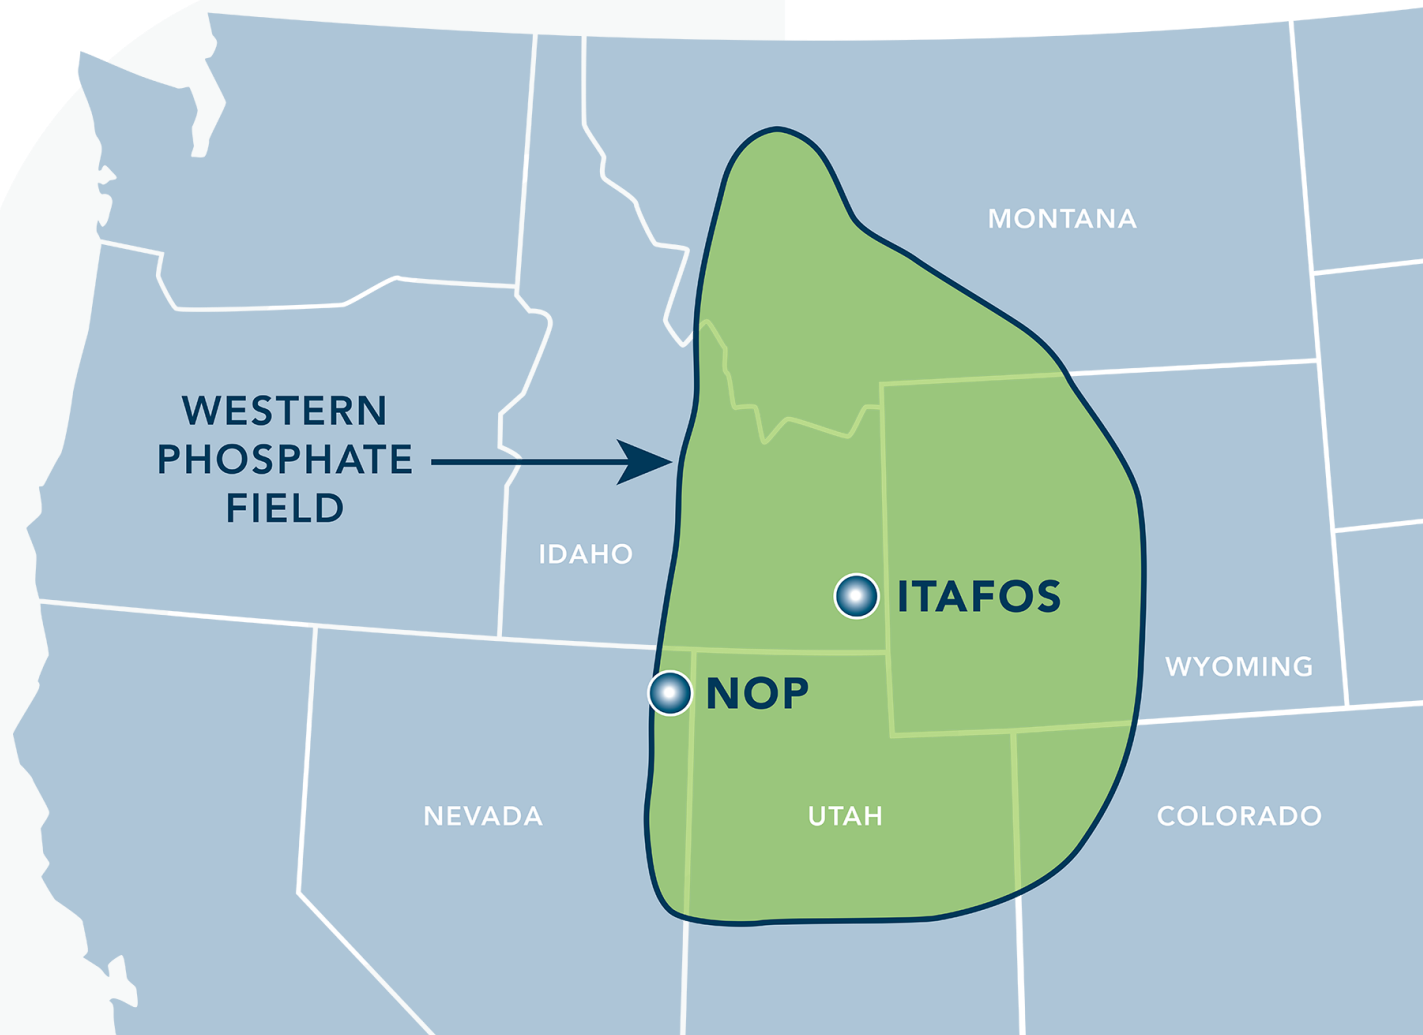 MONTANA
WESTERN
PHOSPHATE
FIELD
IDAHO
ITAFOS
WYOMING
NOP
NEVADA
UTAH
COLORADO